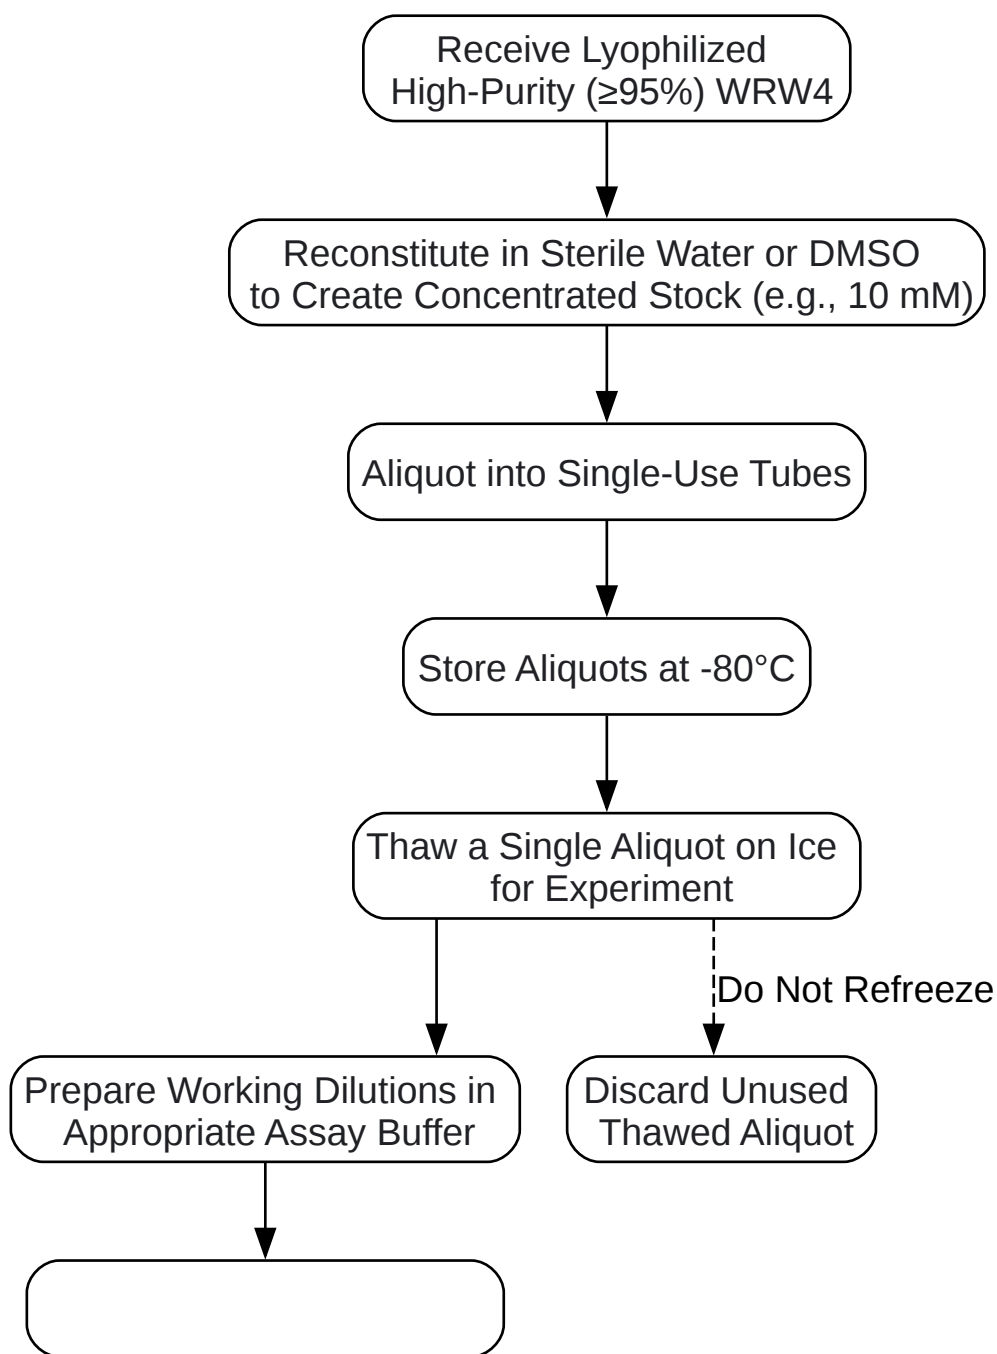 Receive Lyophilized
High-Purity (≥95%) WRW4
Reconstitute in Sterile Water or DMSO
to Create Concentrated Stock (e.g., 10 mM)
Aliquot into Single-Use Tubes
Store Aliquots at -80°C
Thaw a Single Aliquot on Ice
for Experiment
Do Not Refreeze
Prepare Working Dilutions in
Appropriate Assay Buffer
Discard Unused
Thawed Aliquot